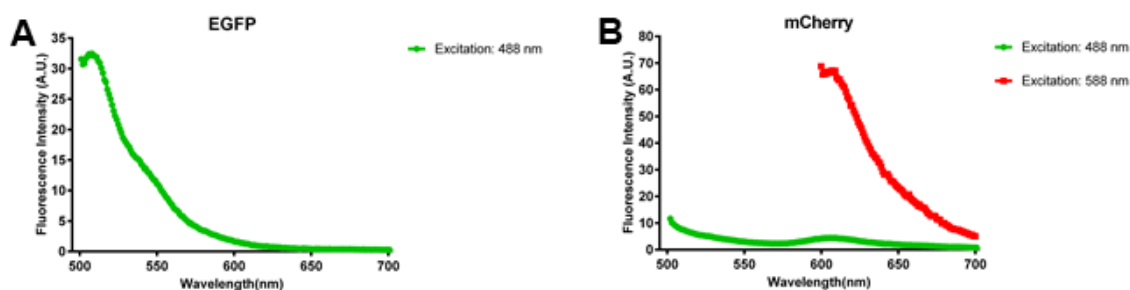 A
EGFP
Fluorescence Intensity (A.U.)
35
30
25
20
15
10
5
0
500 550 600 650 700
Wavelength(nm)
Excitation: 488 nm
B
mCherry
Fluorescence Intensity (A.U.)
80
70
60
50
40
30
20
10
0
500 550 600 650 700
Wavelength(nm)
Excitation: 488 nm
Excitation: 588 nm